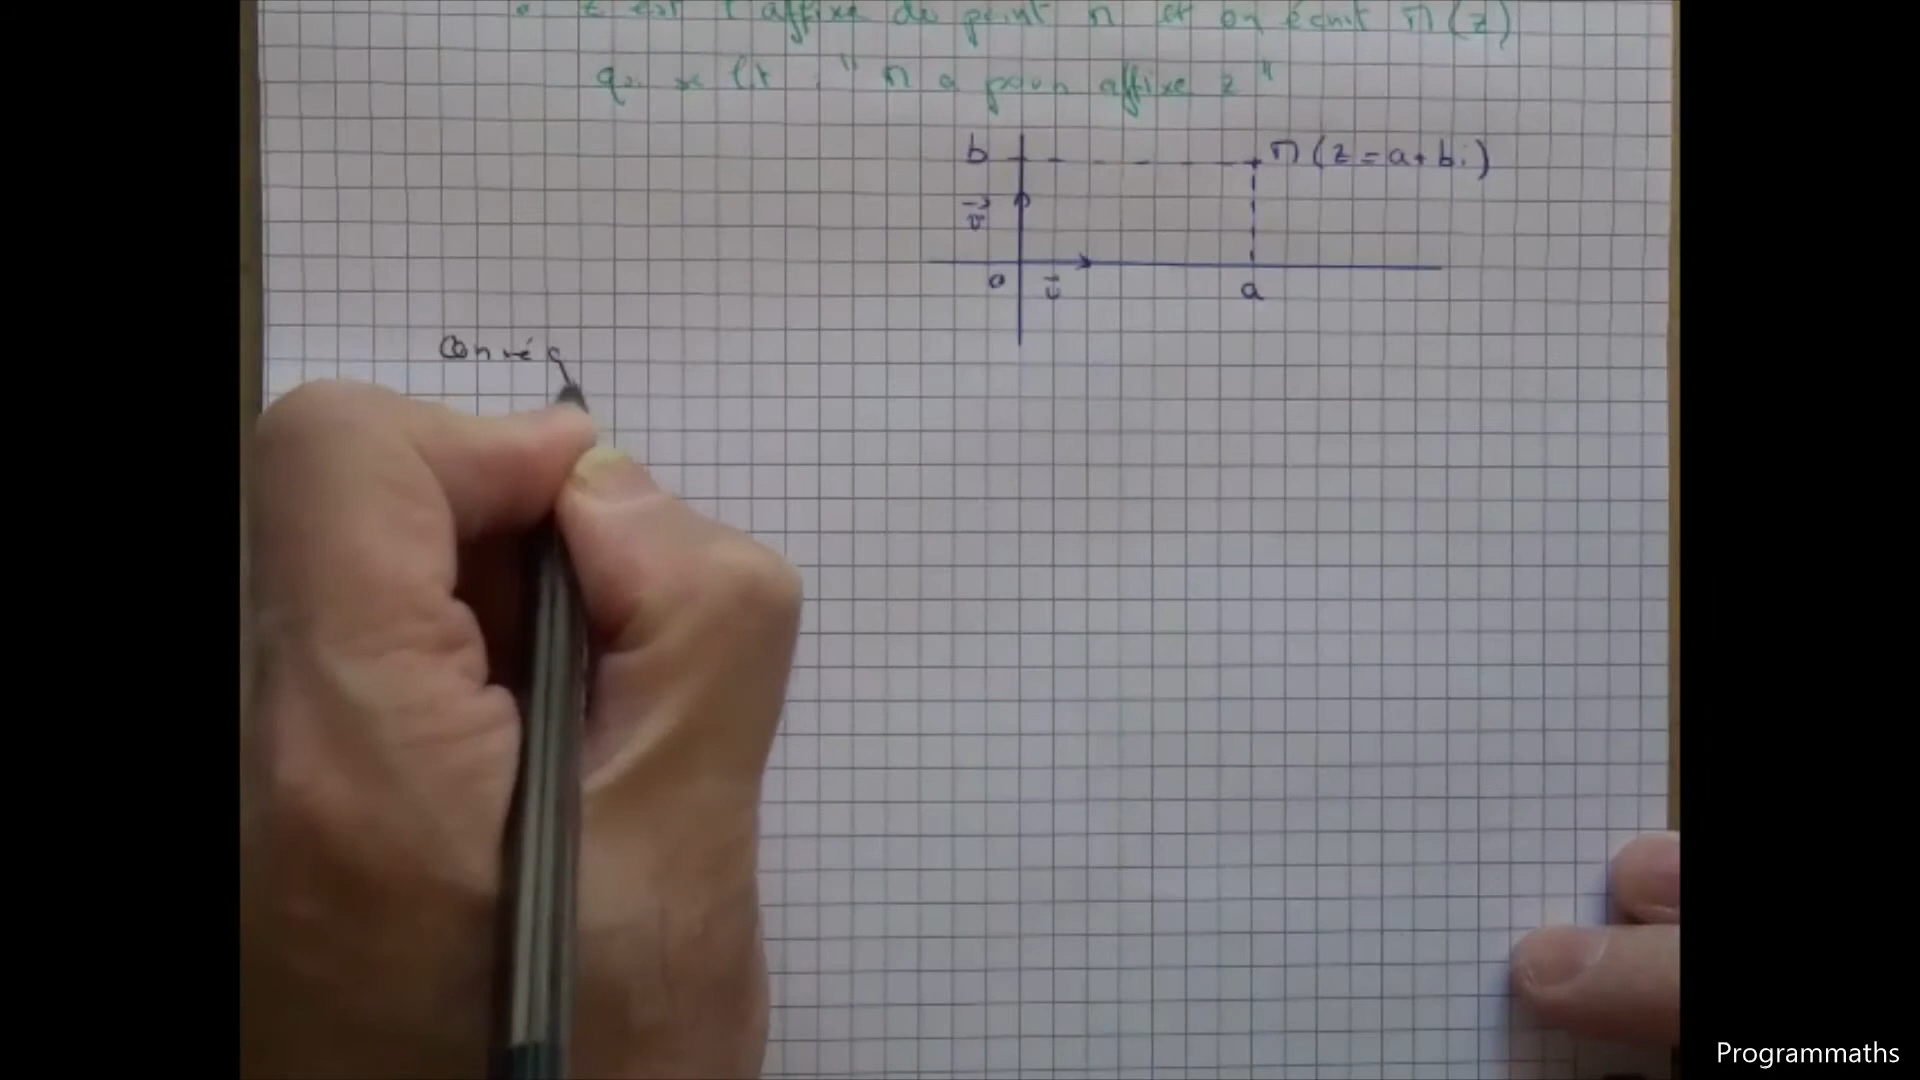 z est l'affixe du point M et on écrit M(z)
qui se lit : "M a pour affixe z"
b M(z=a+bi)
v
o u a
Conséq
Programmaths